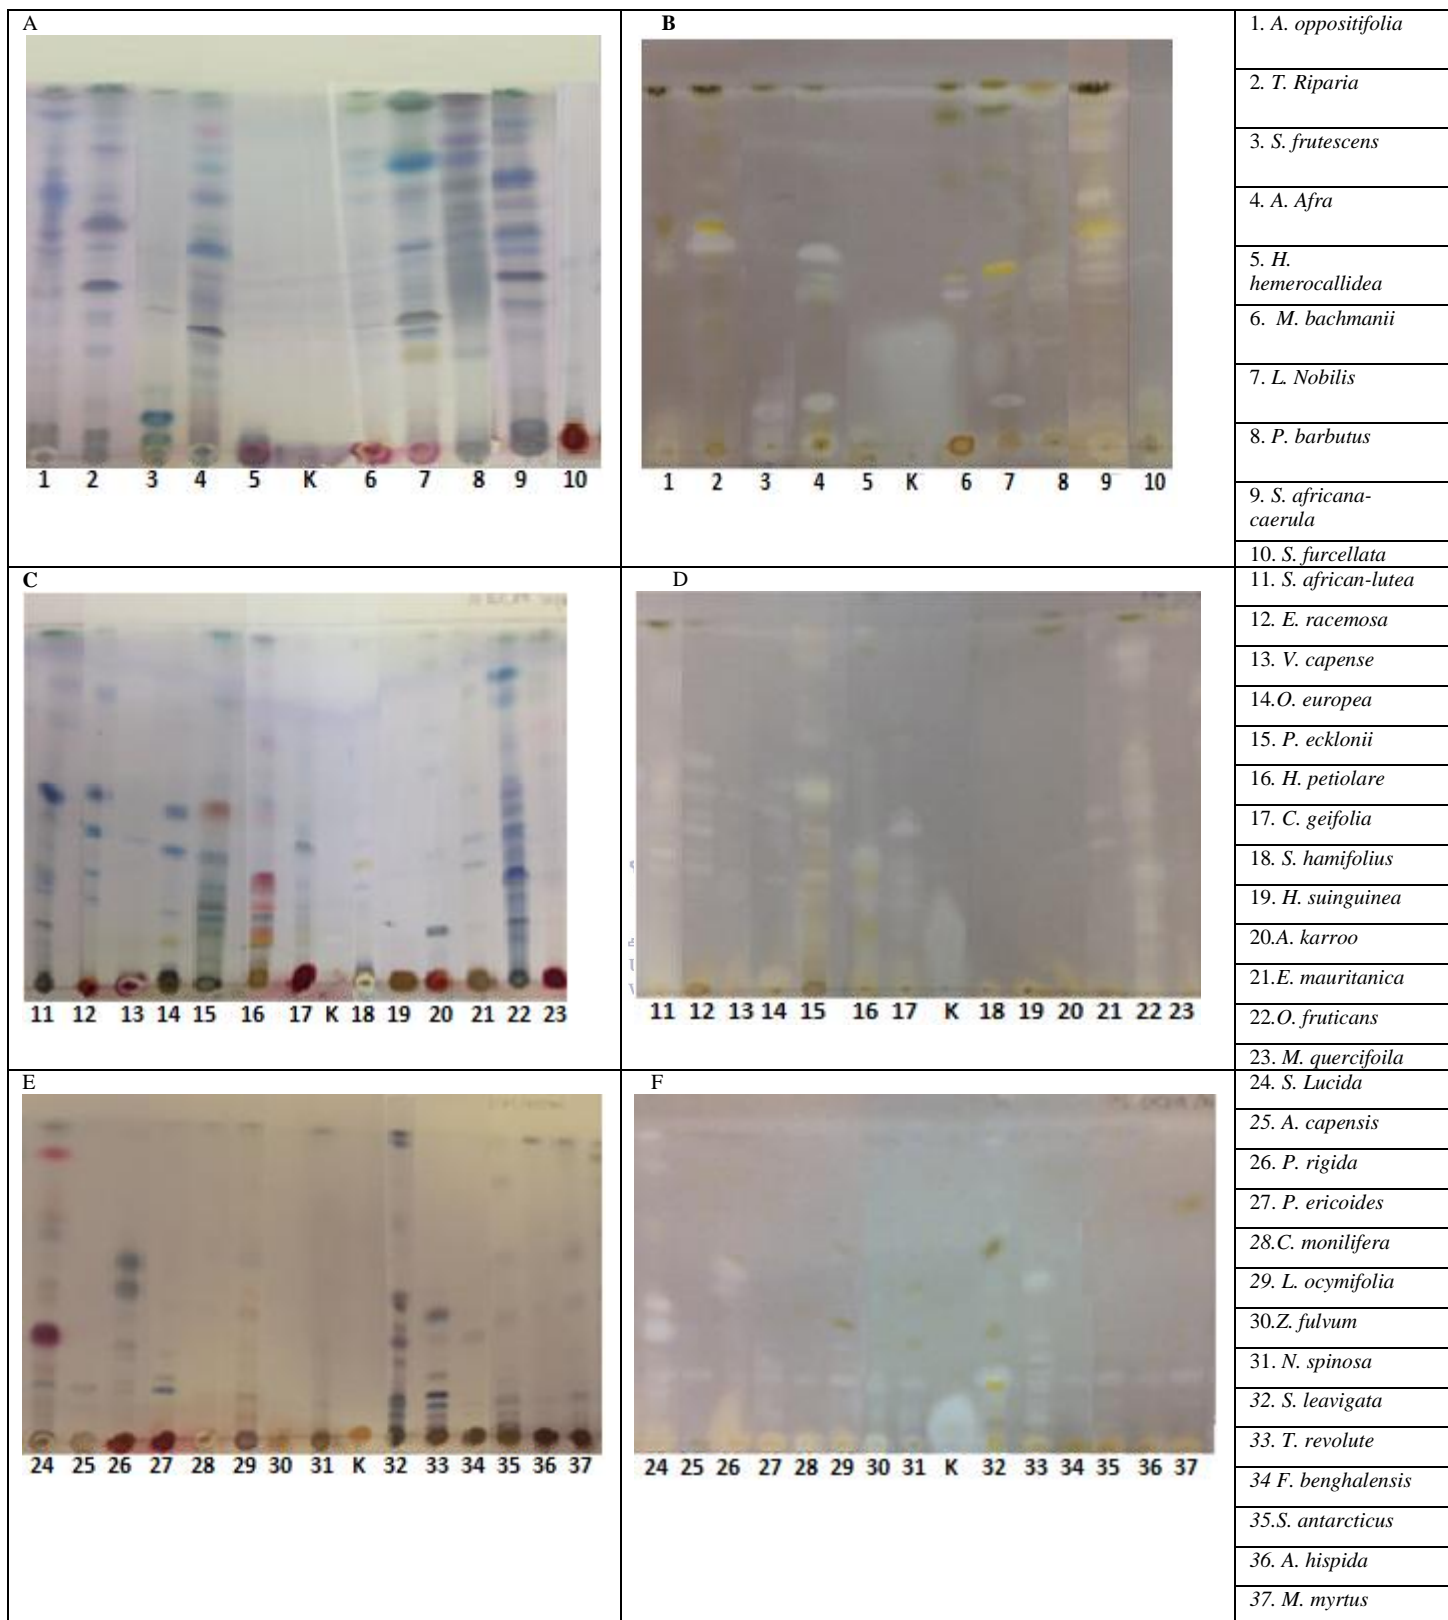 A
1 2 3 4 5 K 6 7 8 9 10
B
1 2 3 4 5 K 6 7 8 9 10
1. A. oppositifolia
2. T. Riparia
3. S. frutescens
4. A. Afra
5. H.
hemerocallidea
6. M. bachmanii
7. L. Nobilis
8. P. barbutus
9. S. africana-
caerula
10. S. furcellata
C
11 12 13 14 15 16 17 K 18 19 20 21 22 23
D
11 12 13 14 15 16 17 K 18 19 20 21 22 23
11. S. african-lutea
12. E. racemosa
13. V. capense
14.O. europea
15. P. ecklonii
16. H. petiolare
17. C. geifolia
18. S. hamifolius
19. H. suinguinea
20.A. karroo
21.E. mauritanica
22.O. fruticans
23. M. quercifoila
E
24 25 26 27 28 29 30 31 K 32 33 34 35 36 37
F
24 25 26 27 28 29 30 31 K 32 33 34 35 36 37
24. S. Lucida
25. A. capensis
26. P. rigida
27. P. ericoides
28.C. monilifera
29. L. ocymifolia
30.Z. fulvum
31. N. spinosa
32. S. leavigata
33. T. revolute
34 F. benghalensis
35.S. antarcticus
36. A. hispida
37. M. myrtus